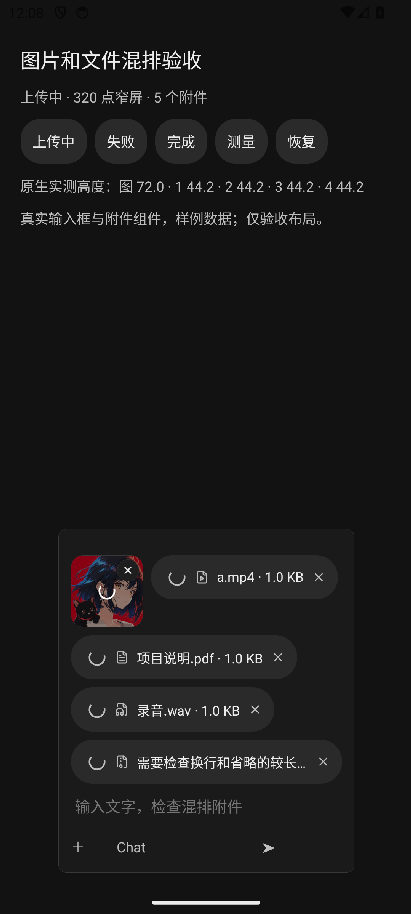 12:08
图片和文件混排验收
上传中 · 320 点窄屏 · 5 个附件
上传中 失败 完成 测量 恢复
原生实测高度：图 72.0 · 1 44.2 · 2 44.2 · 3 44.2 · 4 44.2
真实输入框与附件组件，样例数据；仅验收布局。
a.mp4 · 1.0 KB
项目说明.pdf · 1.0 KB
录音.wav · 1.0 KB
需要检查换行和省略的较长...
输入文字，检查混排附件
Chat